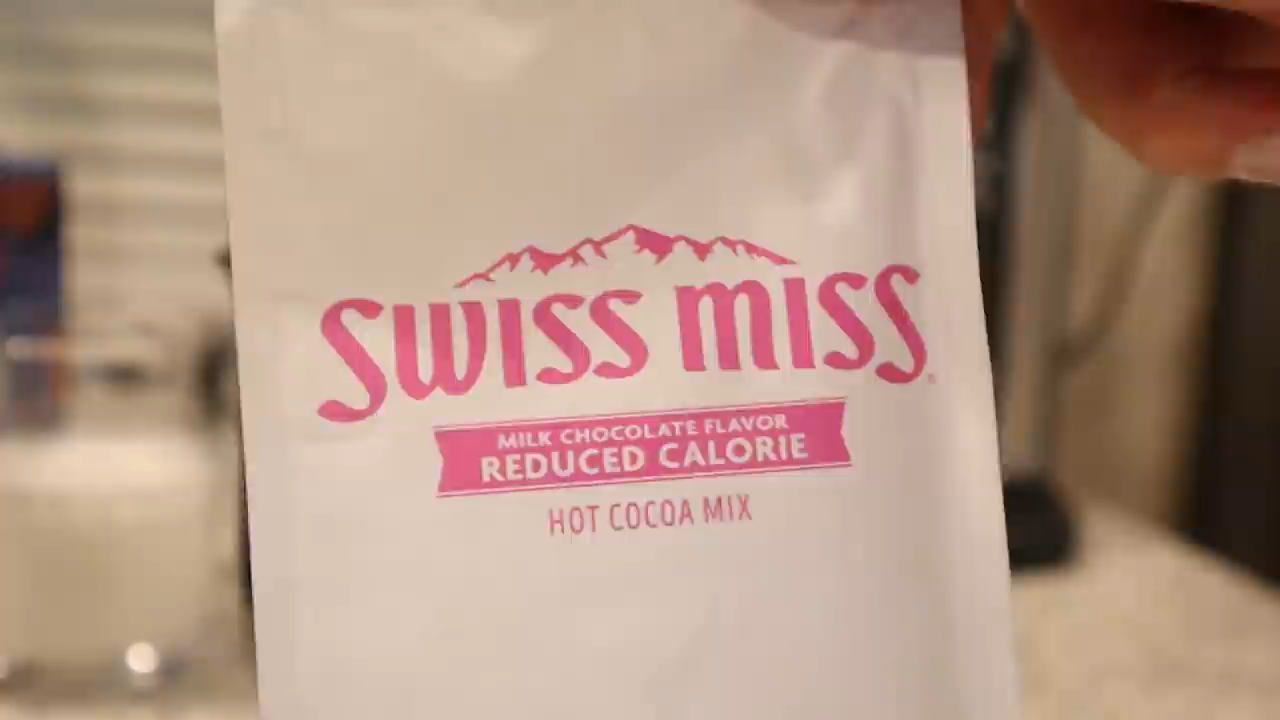 SWISS MISS
MILK CHOCOLATE FLAVOR
REDUCED CALORIE
HOT COCOA MIX